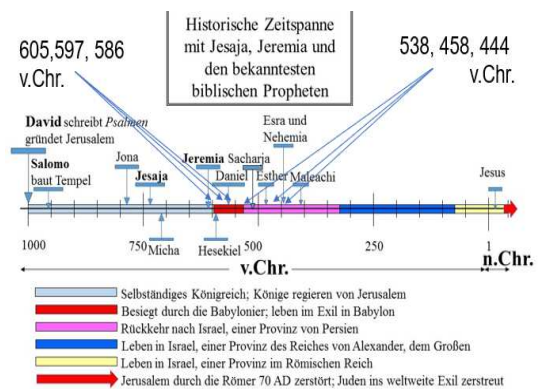 Historische Zeitspanne
mit Jesaja, Jeremia und
den bekanntesten
biblischen Propheten
605,597, 586
v.Chr.
538, 458, 444
v.Chr.
David schreibt Psalmen
gründet Jerusalem
Salomo
baut Tempel
Jona
Jesaja
Jeremia
Sacharja
Daniel
Esra und
Nehemia
Esther
Maleachi
Jesus
1000
750
500
250
1
Micha
Hesekiel
v.Chr.
n.Chr.
Selbständiges Königreich; Könige regieren von Jerusalem
Besiegt durch die Babylonier; leben im Exil in Babylon
Rückkehr nach Israel, einer Provinz von Persien
Leben in Israel, einer Provinz des Reiches von Alexander, dem Großen
Leben in Israel, eine Provinz im Römischen Reich
Jerusalem durch die Römer 70 AD zerstört; Juden ins weltweite Exil zerstreut